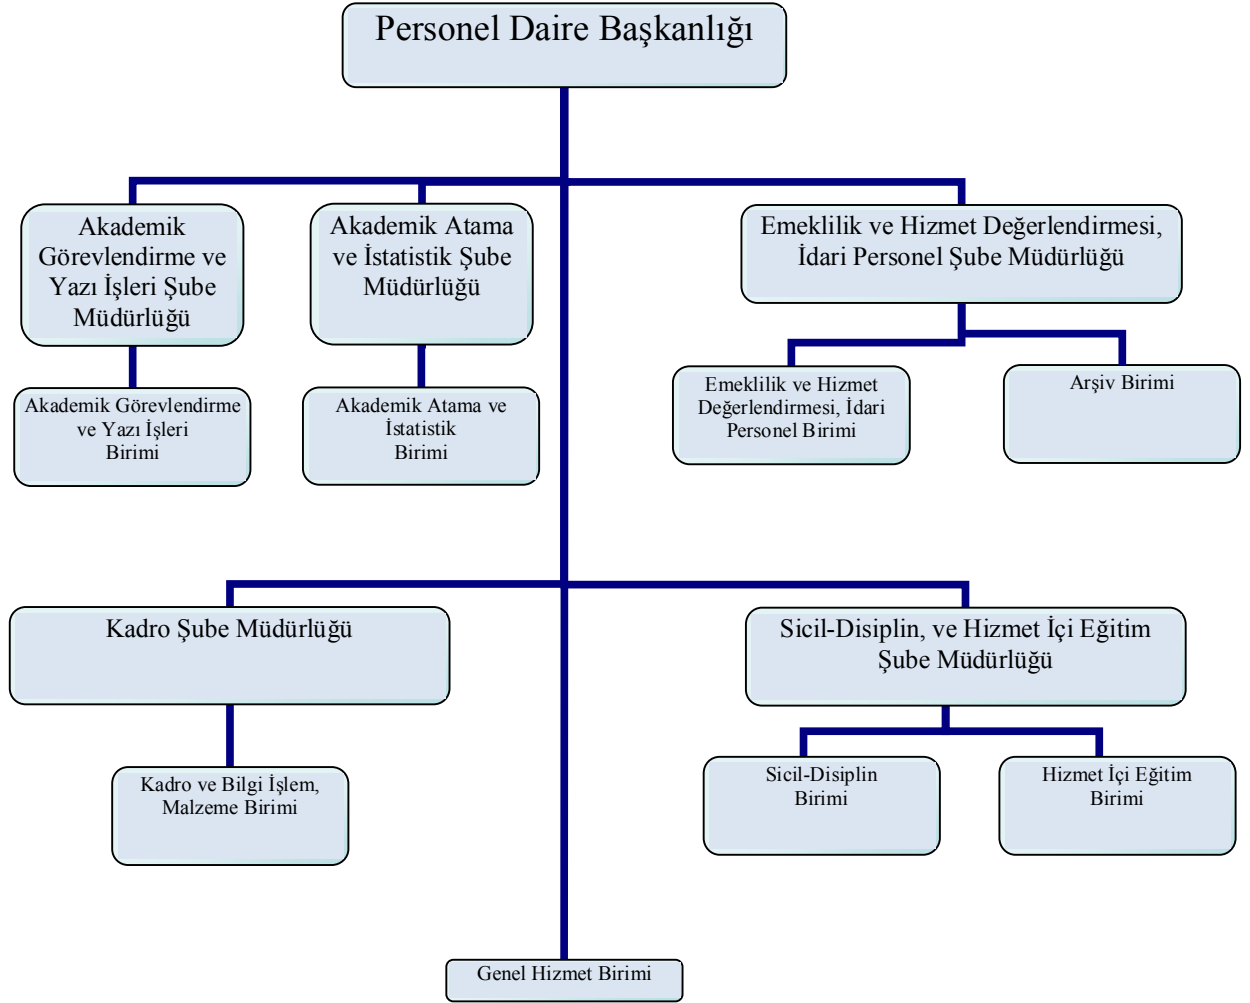 Personel Daire Başkanlığı
Akademik
Görevlendirme ve
Yazı İşleri Şube
Müdürlüğü
Akademik Atama
ve İstatistik Şube
Müdürlüğü
Emeklilik ve Hizmet Değerlendirmesi,
İdari Personel Şube Müdürlüğü
Akademik Görevlendirme
ve Yazı İşleri
Birimi
Akademik Atama ve
İstatistik
Birimi
Emeklilik ve Hizmet
Değerlendirmesi, İdari
Personel Birimi
Arşiv Birimi
Kadro Şube Müdürlüğü
Sicil-Disiplin, ve Hizmet İçi Eğitim
Şube Müdürlüğü
Kadro ve Bilgi İşlem,
Malzeme Birimi
Sicil-Disiplin
Birimi
Hizmet İçi Eğitim
Birimi
Genel Hizmet Birimi